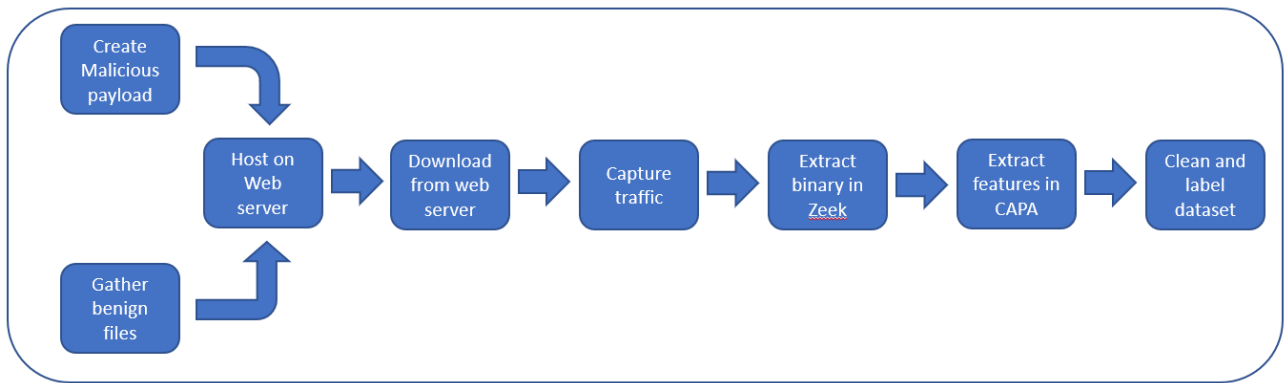 Create
Malicious
payload
Host on
Web
server
Gather
benign
files
Download
from web
server
Capture
traffic
Extract
binary in
Zeek
Extract
features in
CAPA
Clean and
label
dataset